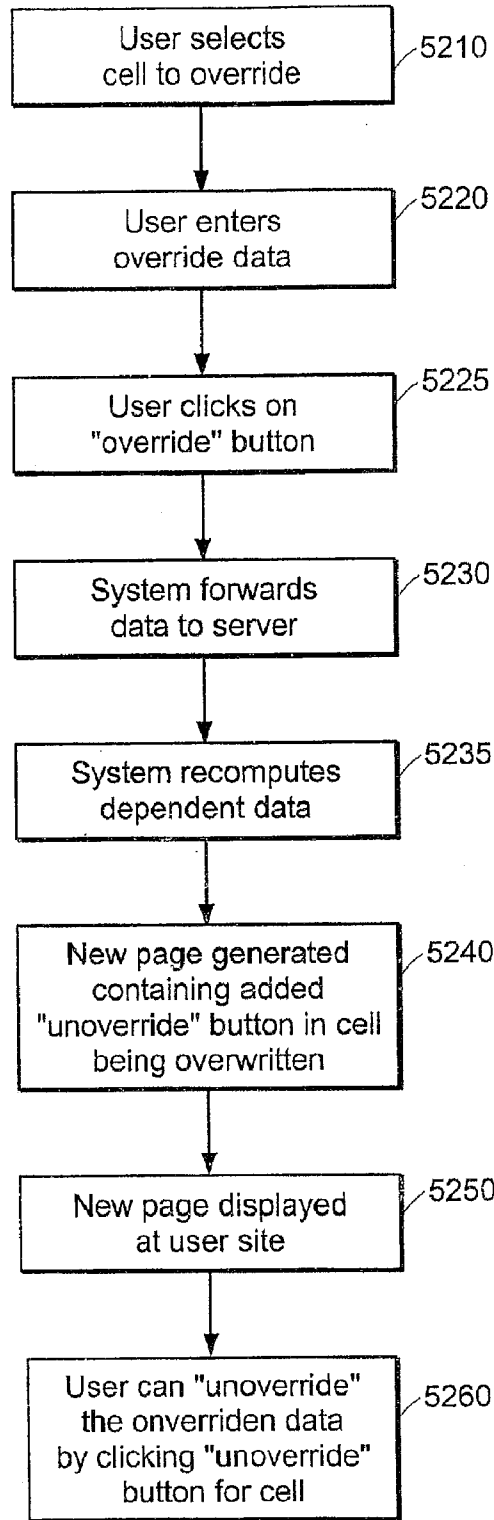 User selects
cell to override
5210
User enters
override data
5220
User clicks on
"override" button
5225
System forwards
data to server
5230
System recomputes
dependent data
5235
New page generated
containing added
"unoverride" button in cell
being overwritten
5240
New page displayed
at user site
5250
User can "unoverride"
the onverriden data
by clicking "unoverride"
button for cell
5260